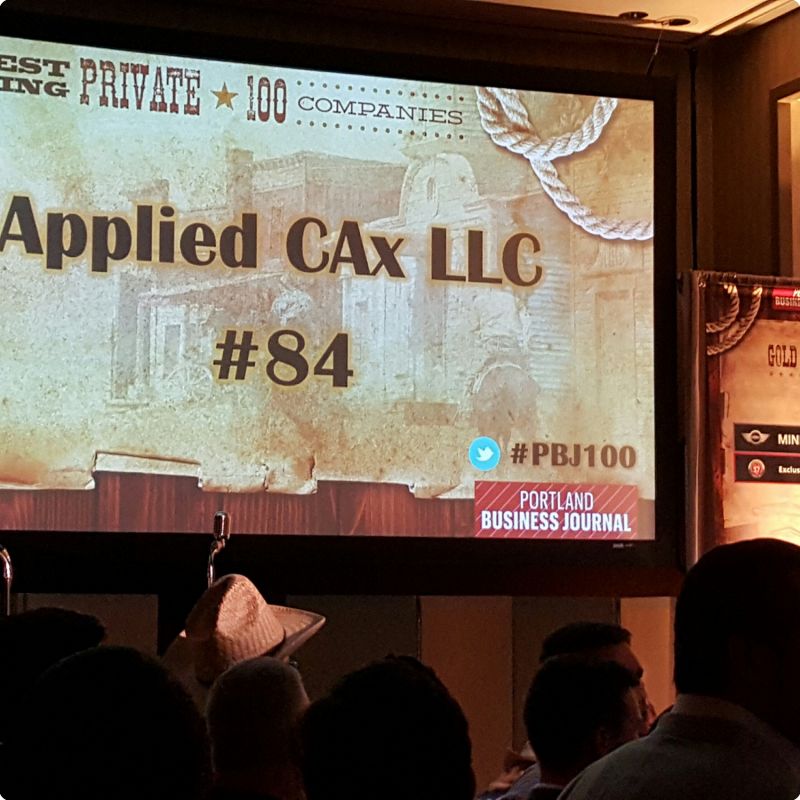 EST
ING PRIVATE 100 COMPANIES
Applied CAx LLC
#84
#PBJ100
PORTLAND
BUSINESS JOURNAL
GOLD
MIN
Exclus